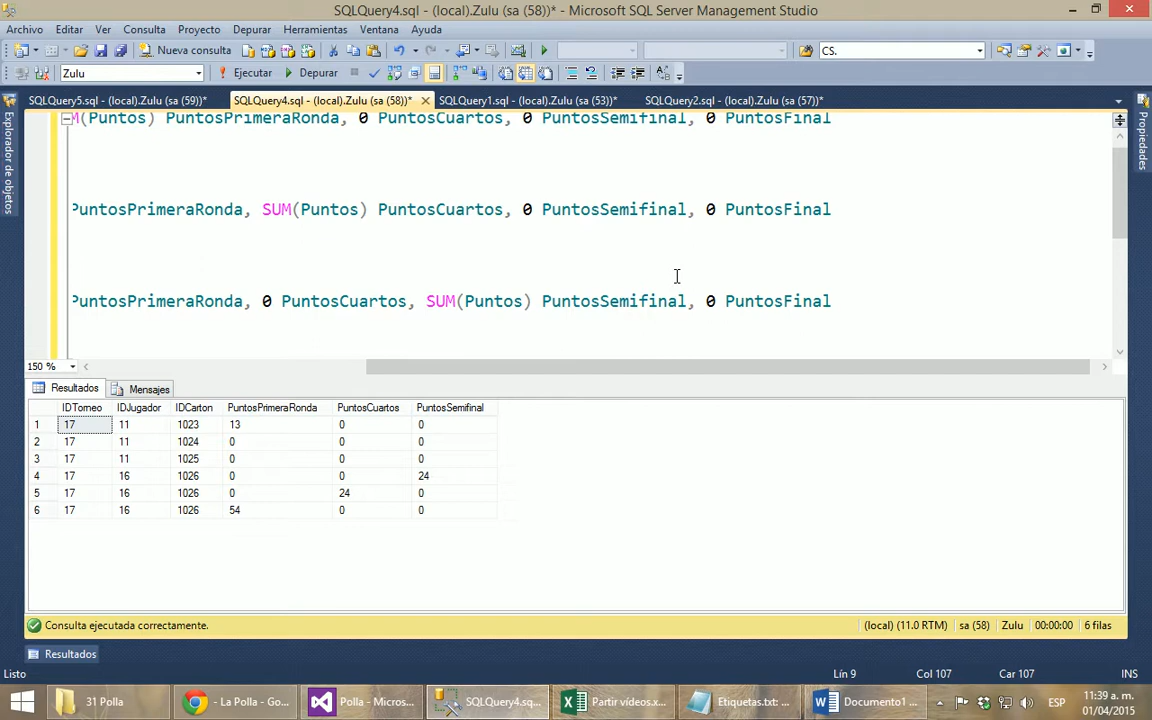 SQLQuery4.sql - (local).Zulu (sa (58))* - Microsoft SQL Server Management Studio
Archivo Editar Ver Consulta Proyecto Depurar Herramientas Ventana Ayuda
Nueva consulta CS.
Zulu Ejecutar Depurar
SQLQuery5.sql - (local).Zulu (sa (59))* SQLQuery4.sql - (local).Zulu (sa (58))* SQLQuery1.sql - (local).Zulu (sa (53))* SQLQuery2.sql - (local).Zulu (sa (57))*
Explorador de objetos
Propiedades
M(Puntos) PuntosPrimeraRonda, 0 PuntosCuartos, 0 PuntosSemifinal, 0 PuntosFinal
PuntosPrimeraRonda, SUM(Puntos) PuntosCuartos, 0 PuntosSemifinal, 0 PuntosFinal
PuntosPrimeraRonda, 0 PuntosCuartos, SUM(Puntos) PuntosSemifinal, 0 PuntosFinal
150 %
Resultados Mensajes
IDTorneo IDJugador IDCarton PuntosPrimeraRonda PuntosCuartos PuntosSemifinal
1 17 11 1023 13 0 0
2 17 11 1024 0 0 0
3 17 11 1025 0 0 0
4 17 16 1026 0 0 24
5 17 16 1026 0 24 0
6 17 16 1026 54 0 0
Consulta ejecutada correctamente. (local) (11.0 RTM) sa (58) Zulu 00:00:00 6 filas
Resultados
Listo Lín 9 Col 107 Car 107 INS
31 Polla - La Polla - Go... Polla - Micros... SQLQuery4.sq... Partir vídeos.x... Etiquetas.txt: ... Documento1 ... ESP 11:39 a. m.
01/04/2015